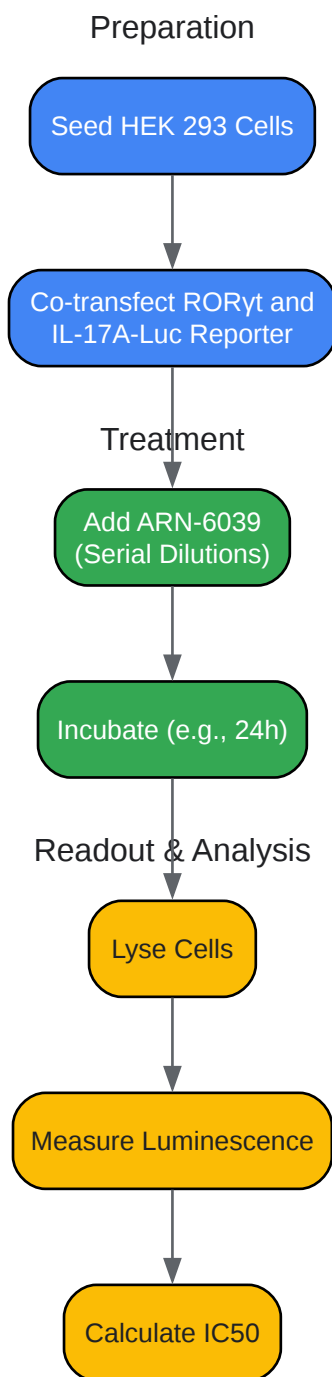 Preparation
Seed HEK 293 Cells
Co-transfect RORγt and
IL-17A-Luc Reporter
Treatment
Add ARN-6039
(Serial Dilutions)
Incubate (e.g., 24h)
Readout & Analysis
Lyse Cells
Measure Luminescence
Calculate IC50